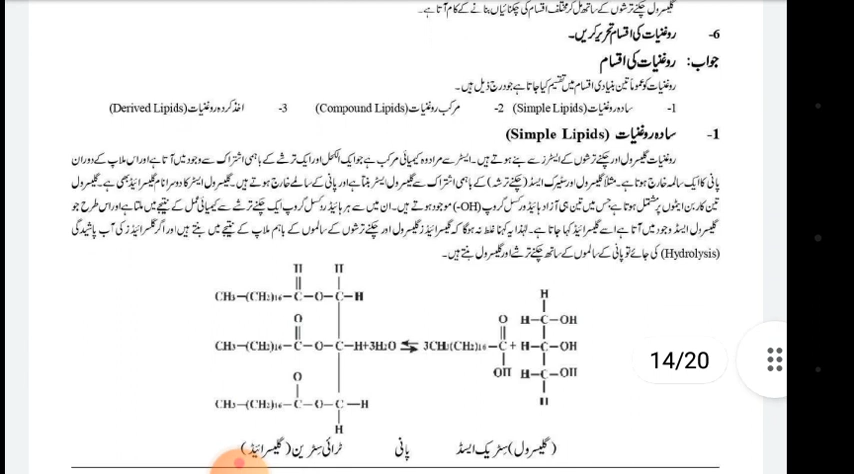 گلیسرول چکنے ترشوں کے ساتھ مل کر مختلف اقسام کی چکنائیاں بنانے کے کام آتا ہے۔
6- روغنیات کی اقسام تحریر کریں۔
جواب: روغنیات کی اقسام
روغنیات کو عموماً تین بنیادی اقسام میں تقسیم کیا جاتا ہے جو درج ذیل ہیں۔
1- سادہ روغنیات (Simple Lipids) 2- مرکب روغنیات (Compound Lipids) 3- اخذ کردہ روغنیات (Derived Lipids)
1- سادہ روغنیات (Simple Lipids)
روغنیات گلیسرول اور چکنے ترشوں کے ایسٹرز سے بنے ہوتے ہیں۔ ایسٹر سے مراد وہ کیمیائی مرکب ہے جو ایک الکحل اور ایک ترشے کے باہمی اشتراک سے وجود میں آتا ہے اور اس ملاپ کے دوران
پانی کا ایک سالمہ خارج ہوتا ہے۔ مثلاً گلیسرول اور سٹیرک ایسڈ (چکنے ترشہ) کے باہمی اشتراک سے گلیسرول ایسٹر بنتا ہے اور پانی کے سالمے خارج ہوتے ہیں۔ گلیسرول ایسٹر کا دوسرا نام گلیسرائیڈ بھی ہے۔ گلیسرول
تین کاربن ایٹموں پر مشتمل ہوتا ہے جس میں تین ہی آزاد ہائیڈروکسل گروپ (OH-) موجود ہوتے ہیں۔ ان میں سے ہر ہائیڈروکسل گروپ ایک چکنے ترشے سے کیمیائی عمل کے نتیجے میں ملتا ہے اور اس طرح جو
گلیسرول ایسڈ وجود میں آتا ہے اسے گلیسرائیڈ کہا جاتا ہے۔ لہٰذا یہ کہنا غلط نہ ہوگا کہ گلیسرائیڈز گلیسرول اور چکنے ترشوں کے سالموں کے باہم ملاپ کے نتیجے میں بنتے ہیں اور اگر گلسرائیڈز کی آب پاشیدگی
(Hydrolysis) کی جائے تو پانی کے سالموں کے ساتھ چکنے ترشے اور گلیسرول بنتے ہیں۔
H H
CH3-(CH2)16-C-O-C-H H
O O H-C-OH
CH3-(CH2)16-C-O-C-H+3H2O ⇌ 3CH3(CH2)16-C + H-C-OH
O OH H-C-OH
CH3-(CH2)16-C-O-C-H H
H
ٹرائی سٹرین (گلیسرائیڈ) پانی سٹرک ایسڈ (گلیسرول)
14/20